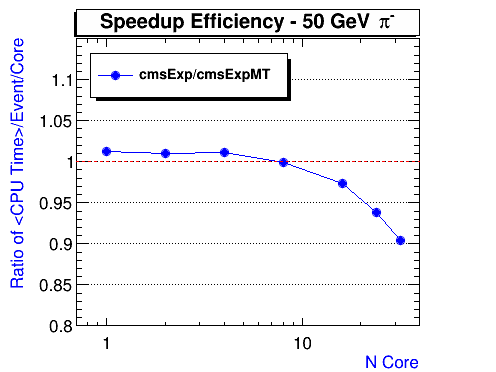 Speedup Efficiency - 50 GeV π⁻
cmsExp/cmsExpMT
Ratio of <CPU Time>/Event/Core
1.1
1.05
1
0.95
0.9
0.85
0.8
1 10
N Core